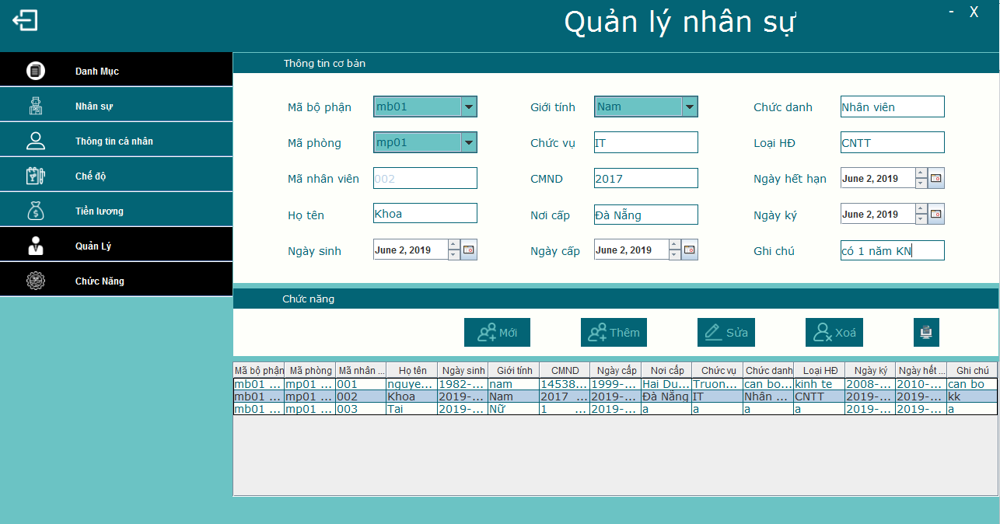 Quản lý nhân sự
- X
Danh Mục
Nhân sự
Thông tin cá nhân
Chế độ
Tiền lương
Quản Lý
Chức Năng
Thông tin cơ bản
Mã bộ phận mb01 Giới tính Nam Chức danh Nhân viên
Mã phòng mp01 Chức vụ IT Loại HĐ CNTT
Mã nhân viên 002 CMND 2017 Ngày hết hạn June 2, 2019
Họ tên Khoa Nơi cấp Đà Nẵng Ngày ký June 2, 2019
Ngày sinh June 2, 2019 Ngày cấp June 2, 2019 Ghi chú có 1 năm KN
Chức năng
Mới Thêm Sửa Xoá
Mã bộ phận Mã phòng Mã nhân ... Họ tên Ngày sinh Giới tính CMND Ngày cấp Nơi cấp Chức vụ Chức danh Loại HĐ Ngày ký Ngày hết ... Ghi chú
mb01 ... mp01 ... 001 nguye... 1982-... nam 14538... 1999-... Hai Du... Truon... can bo... kinh te 2008-... 2010-... can bo
mb01 ... mp01 ... 002 Khoa 2019-... Nam 2017 ... 2019-... Đà Nẵng IT Nhân ... CNTT 2019-... 2019-... kk
mb01 ... mp01 ... 003 Tai 2019-... Nữ 1 ... 2019-... a a a a 2019-... 2019-... a